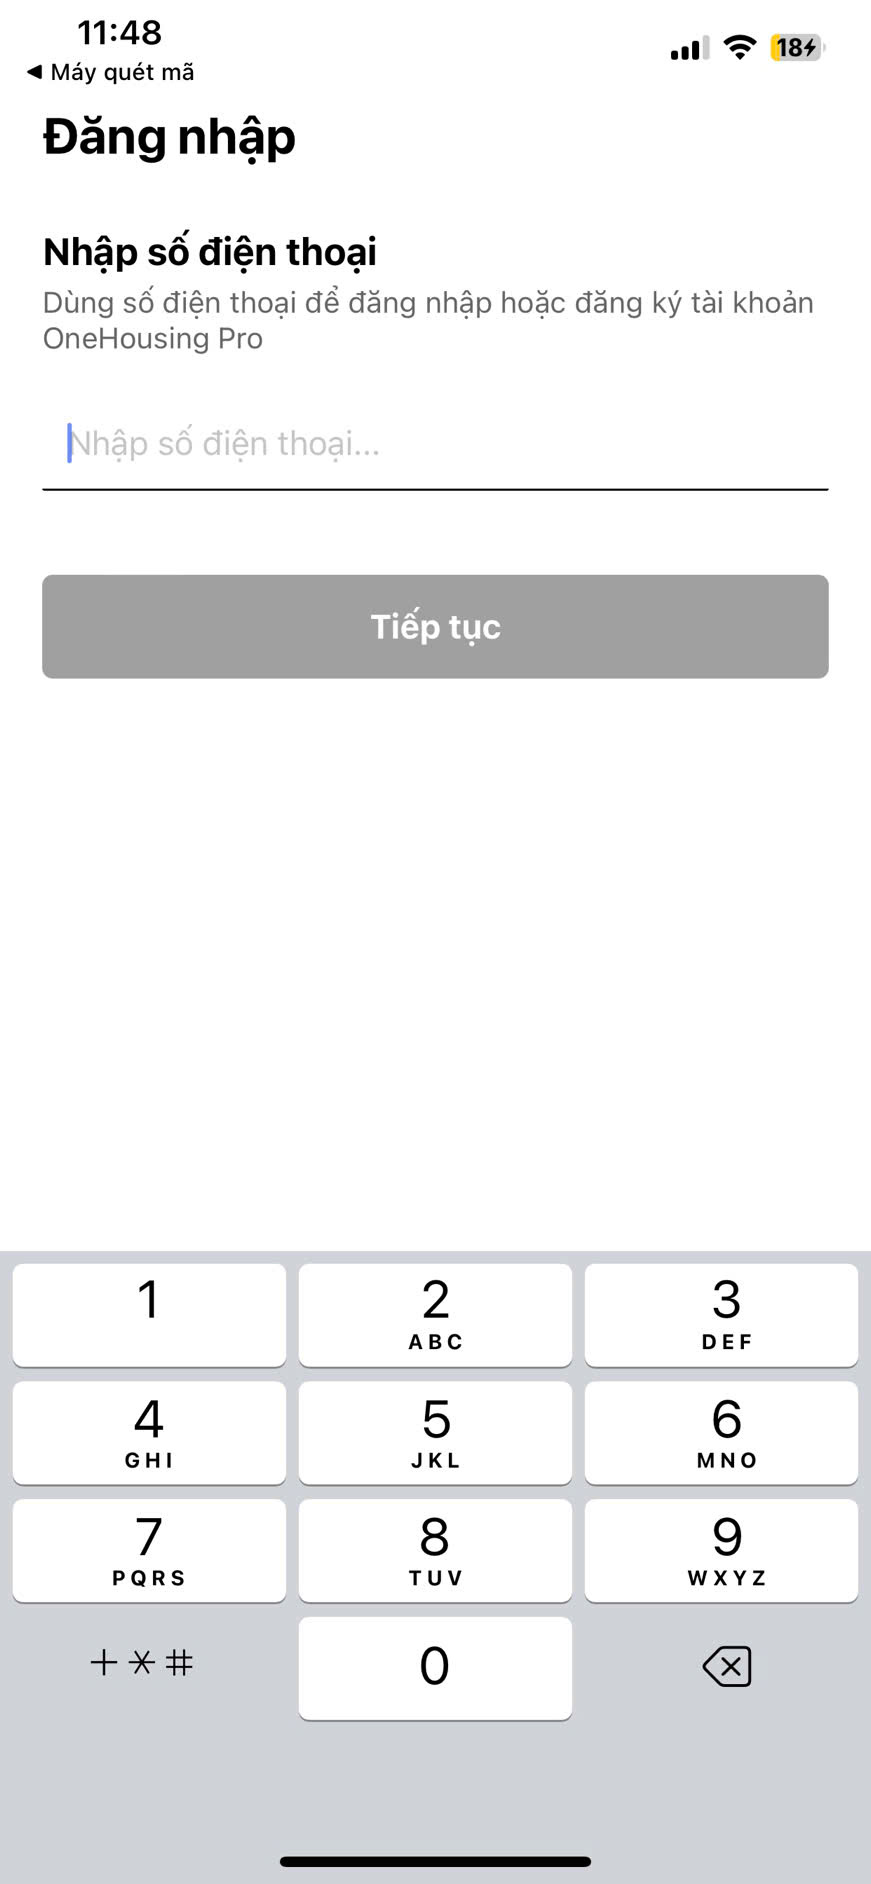 11:48
18
◀ Máy quét mã
Đăng nhập
Nhập số điện thoại
Dùng số điện thoại để đăng nhập hoặc đăng ký tài khoản
OneHousing Pro
Nhập số điện thoại...
Tiếp tục
1 2 3
ABC DEF
4 5 6
GHI JKL MNO
7 8 9
PQRS TUV WXYZ
+*# 0